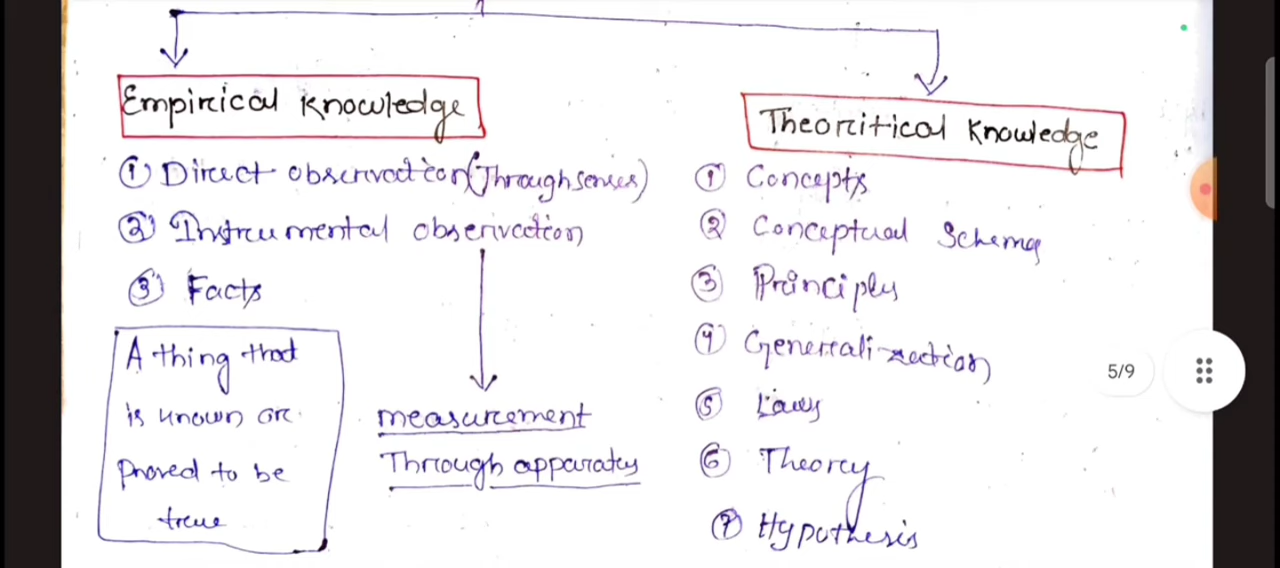 Empirical Knowledge
① Direct observation (Through senses)
② Instrumental observation
③ Facts
A thing that
is known or
proved to be
true
measurement
Through apparatus
Theoritical Knowledge
① Concepts
② Conceptual Schema
③ Principles
④ Generalization
⑤ Laws
⑥ Theory
⑦ Hypothesis
5/9